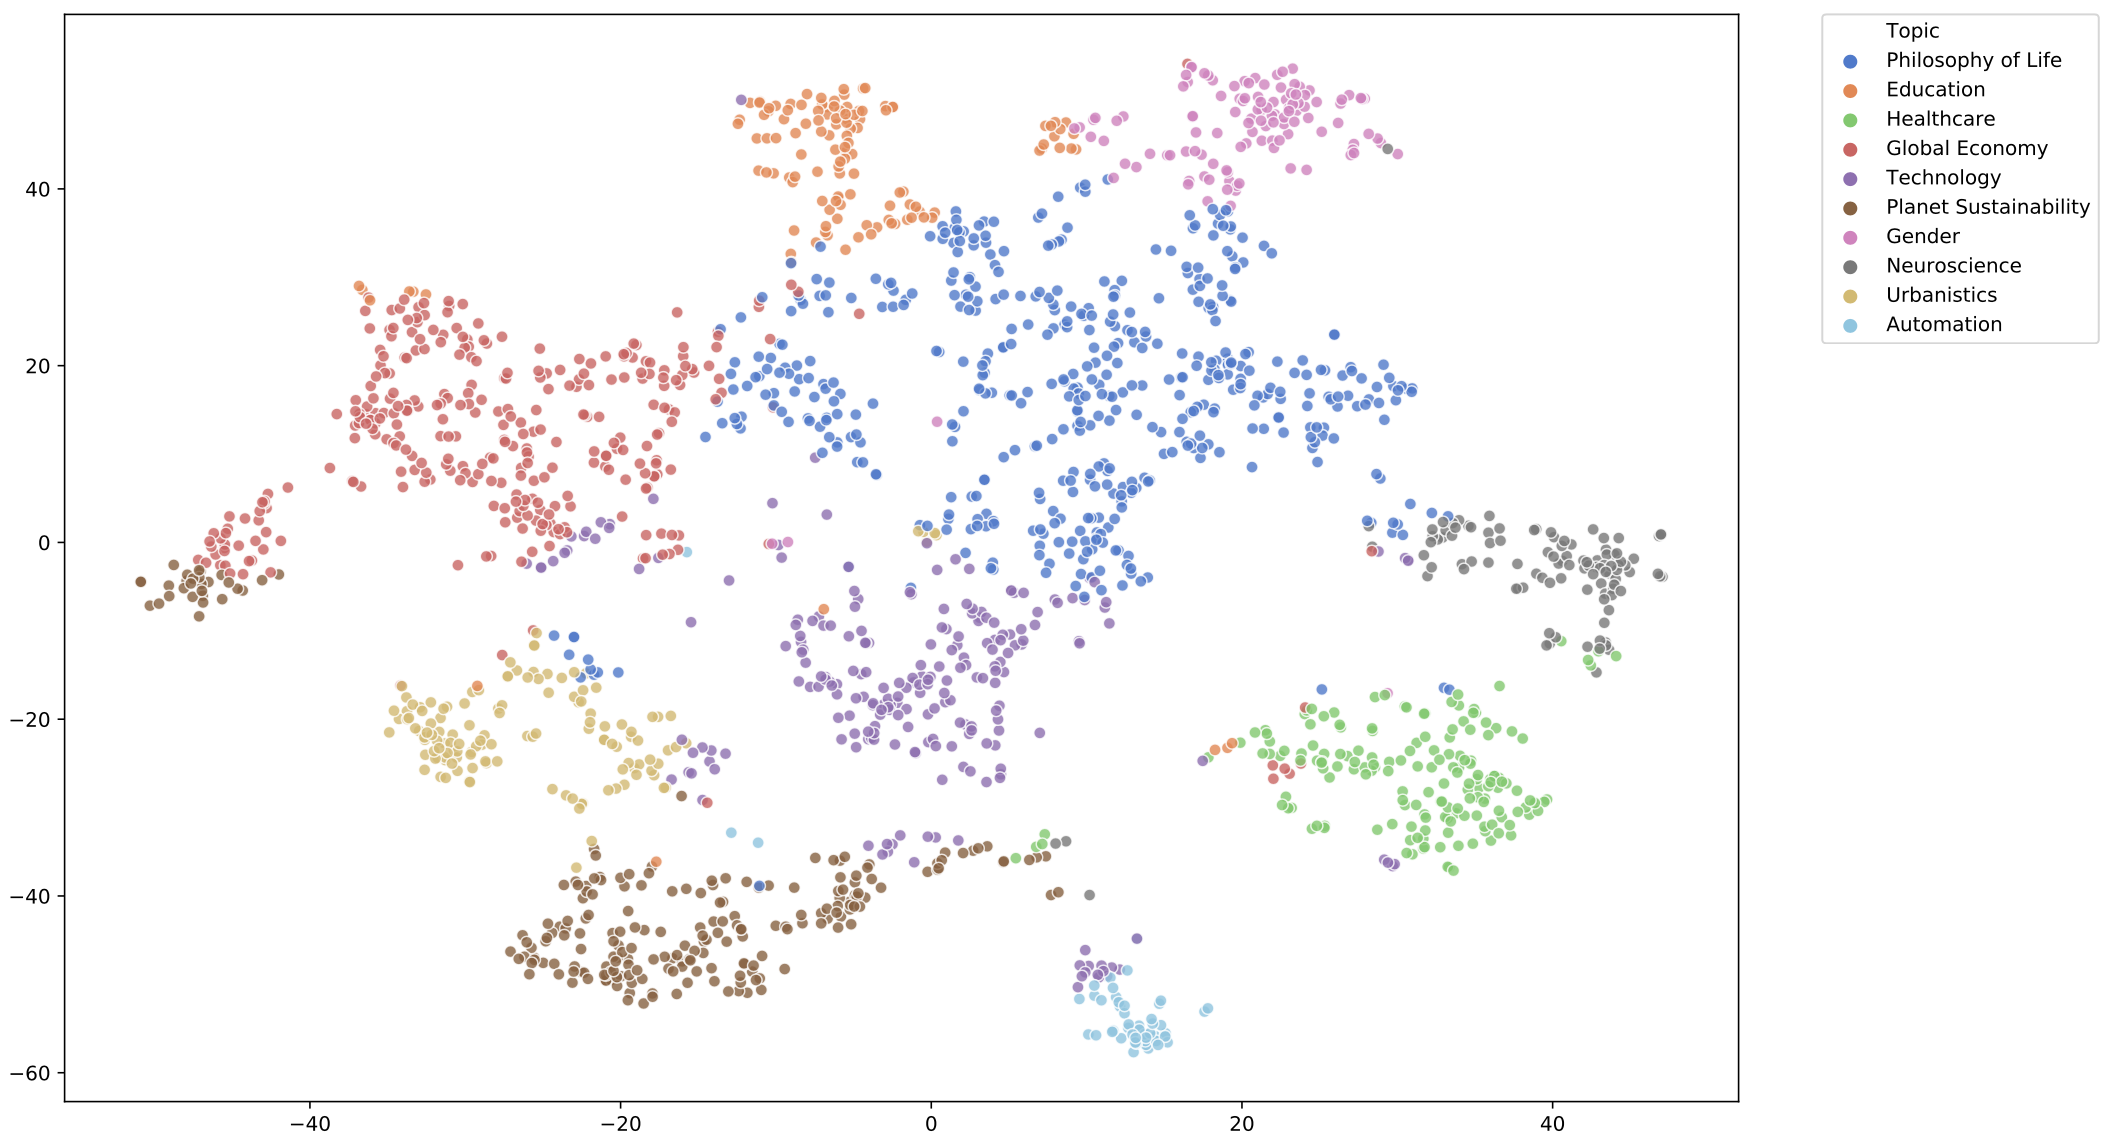 Topic
Philosophy of Life
Education
Healthcare
Global Economy
Technology
Planet Sustainability
Gender
Neuroscience
Urbanistics
Automation
40
20
0
−20
−40
−60
−40 −20 0 20 40